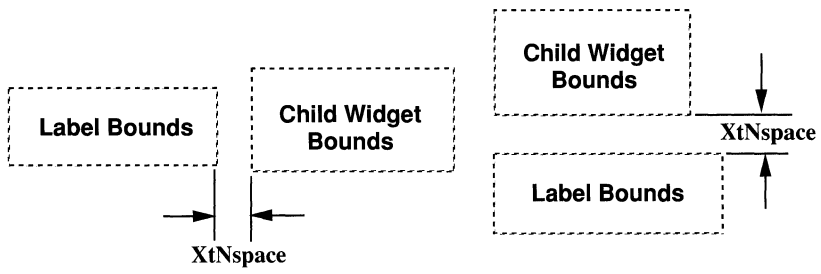 Label Bounds
Child Widget
Bounds
XtNspace
Child Widget
Bounds
XtNspace
Label Bounds